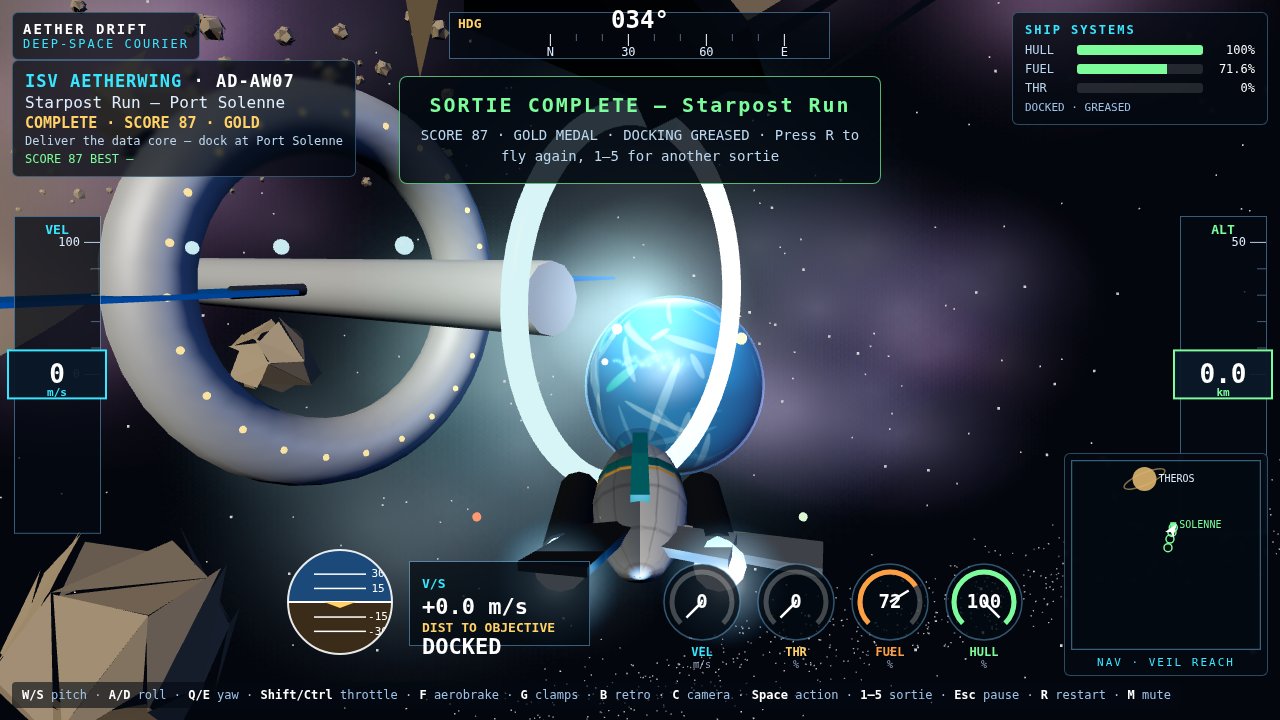 AETHER DRIFT
DEEP-SPACE COURIER
ISV AETHERWING · AD-AW07
Starpost Run — Port Solenne
COMPLETE · SCORE 87 · GOLD
Deliver the data core — dock at Port Solenne
SCORE 87 BEST —
HDG
034°
N 30 60 E
SORTIE COMPLETE — Starpost Run
SCORE 87 · GOLD MEDAL · DOCKING GREASED · Press R to
fly again, 1–5 for another sortie
SHIP SYSTEMS
HULL 100%
FUEL 71.6%
THR 0%
DOCKED · GREASED
VEL
100
0
m/s
ALT
50
0.0
km
THEROS
SOLENNE
NAV · VEIL REACH
30
15
-15
V/S
+0.0 m/s
DIST TO OBJECTIVE
DOCKED
0
VEL
m/s
0
THR
%
72
FUEL
%
100
HULL
%
W/S pitch · A/D roll · Q/E yaw · Shift/Ctrl throttle · F aerobrake · G clamps · B retro · C camera · Space action · 1–5 sortie · Esc pause · R restart · M mute